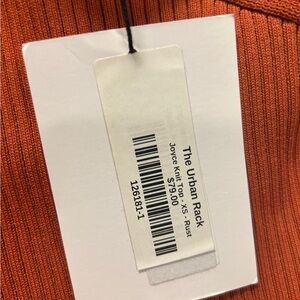 The Urban Rack
Joyce Knit Top - XS - Rust
$79.00
126181-1